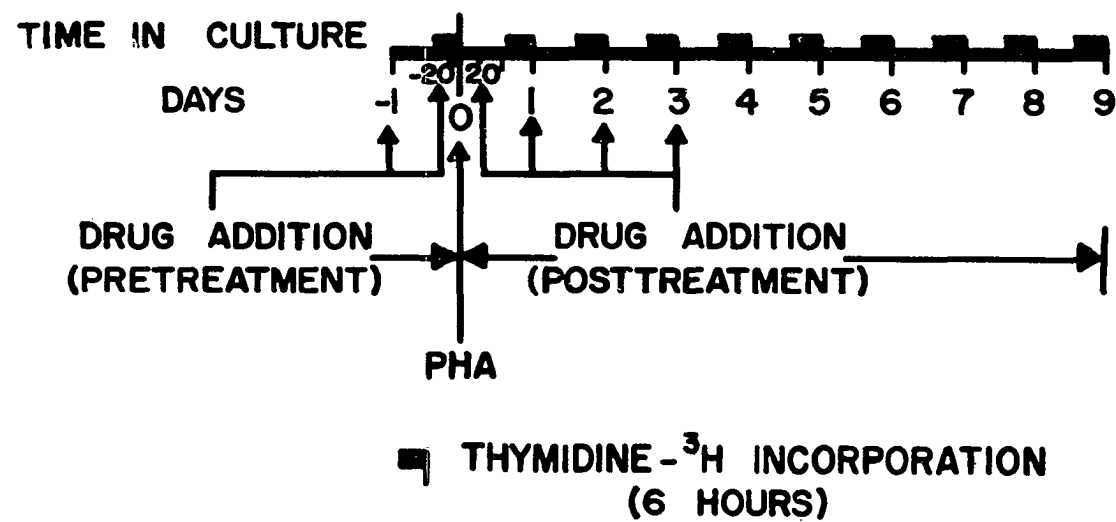 TIME IN CULTURE
-20' 20'
DAYS
-1 0 1 2 3 4 5 6 7 8 9
DRUG ADDITION
(PRETREATMENT)
DRUG ADDITION
(POSTTREATMENT)
PHA
THYMIDINE-³H INCORPORATION
(6 HOURS)